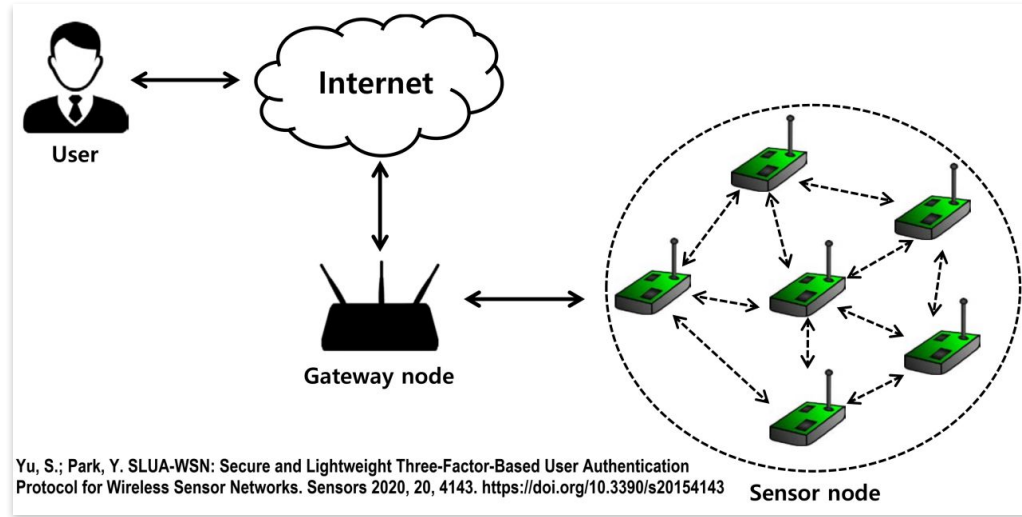 Internet
User
Gateway node
Yu, S.; Park, Y. SLUA-WSN: Secure and Lightweight Three-Factor-Based User Authentication
Protocol for Wireless Sensor Networks. Sensors 2020, 20, 4143. https://doi.org/10.3390/s20154143
Sensor node